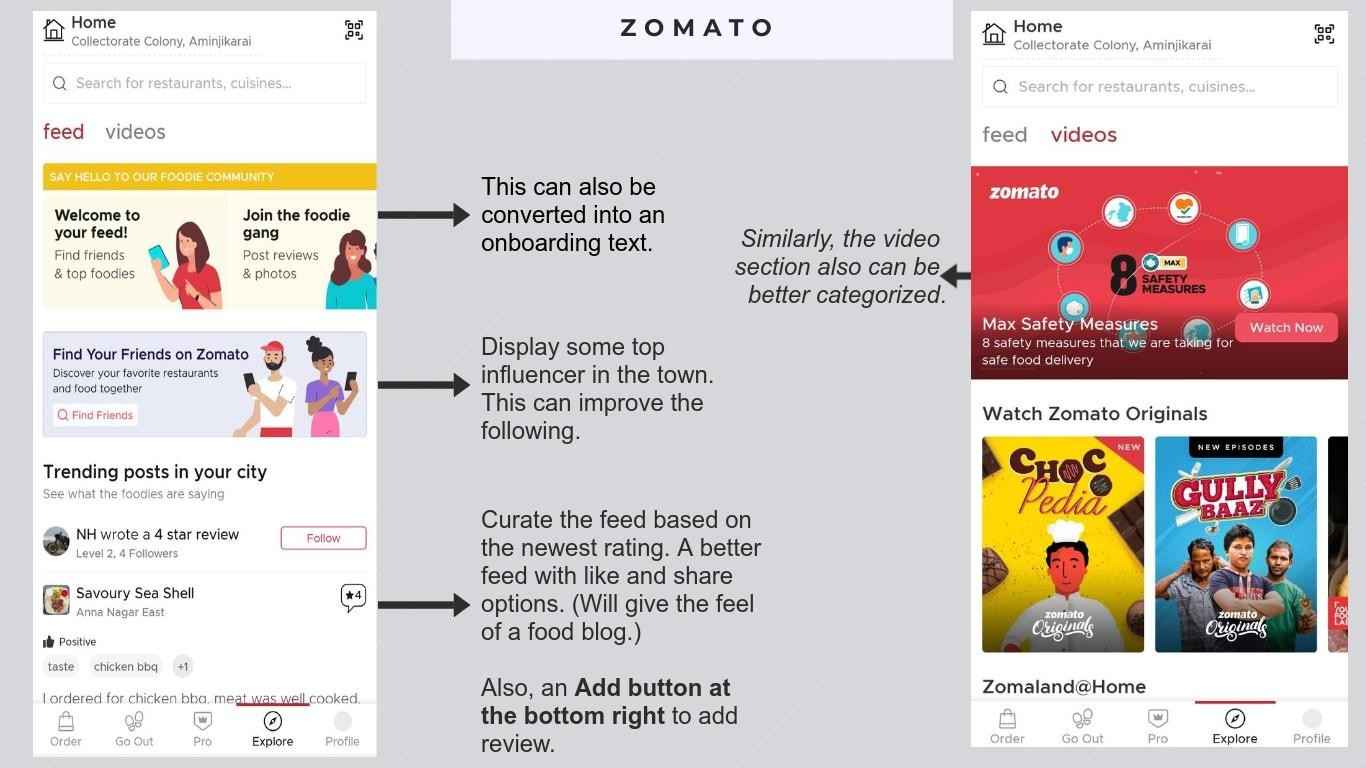 ZOMATO
Home
Collectorate Colony, Aminjikarai
Search for restaurants, cuisines...
feed videos
SAY HELLO TO OUR FOODIE COMMUNITY
Welcome to
your feed!
Find friends
& top foodies
Join the foodie
gang
Post reviews
& photos
Find Your Friends on Zomato
Discover your favorite restaurants
and food together
Find Friends
Trending posts in your city
See what the foodies are saying
NH wrote a 4 star review
Level 2, 4 Followers
Follow
Savoury Sea Shell
Anna Nagar East
★4
Positive
taste chicken bbq +1
I ordered for chicken bbq, meat was well cooked,
Order Go Out Pro Explore Profile
This can also be
converted into an
onboarding text.
Display some top
influencer in the town.
This can improve the
following.
Curate the feed based on
the newest rating. A better
feed with like and share
options. (Will give the feel
of a food blog.)
Also, an Add button at
the bottom right to add
review.
Similarly, the video
section also can be
better categorized.
Home
Collectorate Colony, Aminjikarai
Search for restaurants, cuisines...
feed videos
zomato
8
MAX
SAFETY
MEASURES
Max Safety Measures
8 safety measures that we are taking for
safe food delivery
Watch Now
Watch Zomato Originals
NEW
CHOC
Pedia
zomato
Originals
NEW EPISODES
GULLY
BAAZ
zomato
Originals
Zomaland@Home
Order Go Out Pro Explore Profile